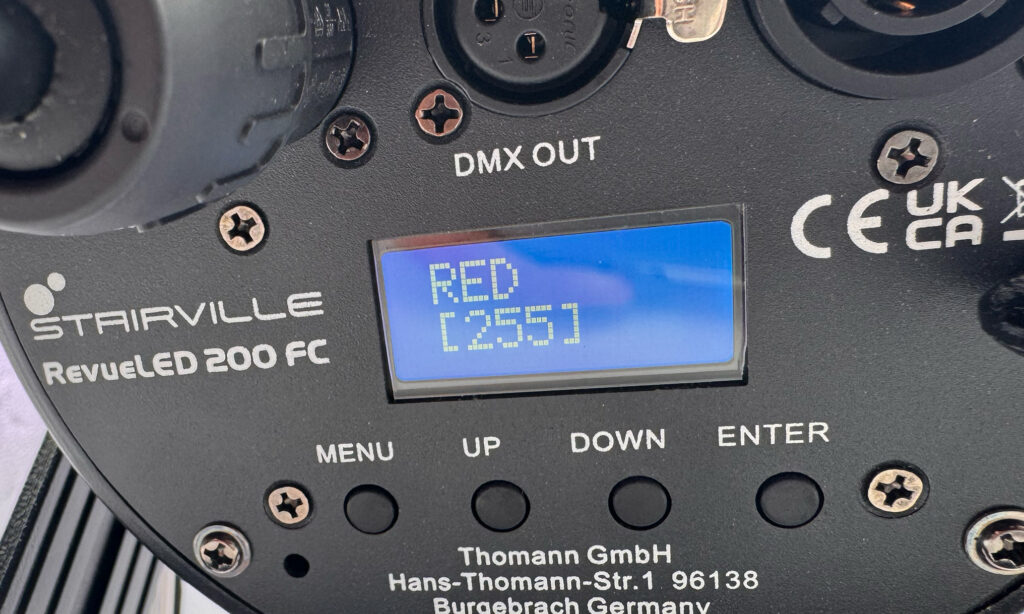 DMX OUT
CE UK CA
RED
[255]
STAIRVILLE
RevueLED 200 FC
MENU UP DOWN ENTER
Thomann GmbH
Hans-Thomann-Str.1 96138
Burgebrach Germany